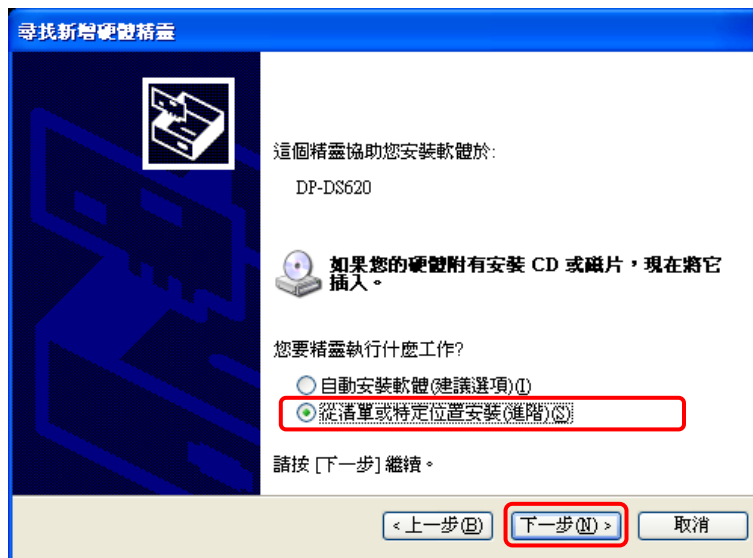 尋找新增硬體精靈
這個精靈協助您安裝軟體於:
DP-DS620
如果您的硬體附有安裝 CD 或磁片，現在將它
插入。
您要精靈執行什麼工作?
自動安裝軟體(建議選項)(I)
從清單或特定位置安裝(進階)(S)
請按 [下一步] 繼續。
< 上一步(B) 下一步(N) > 取消